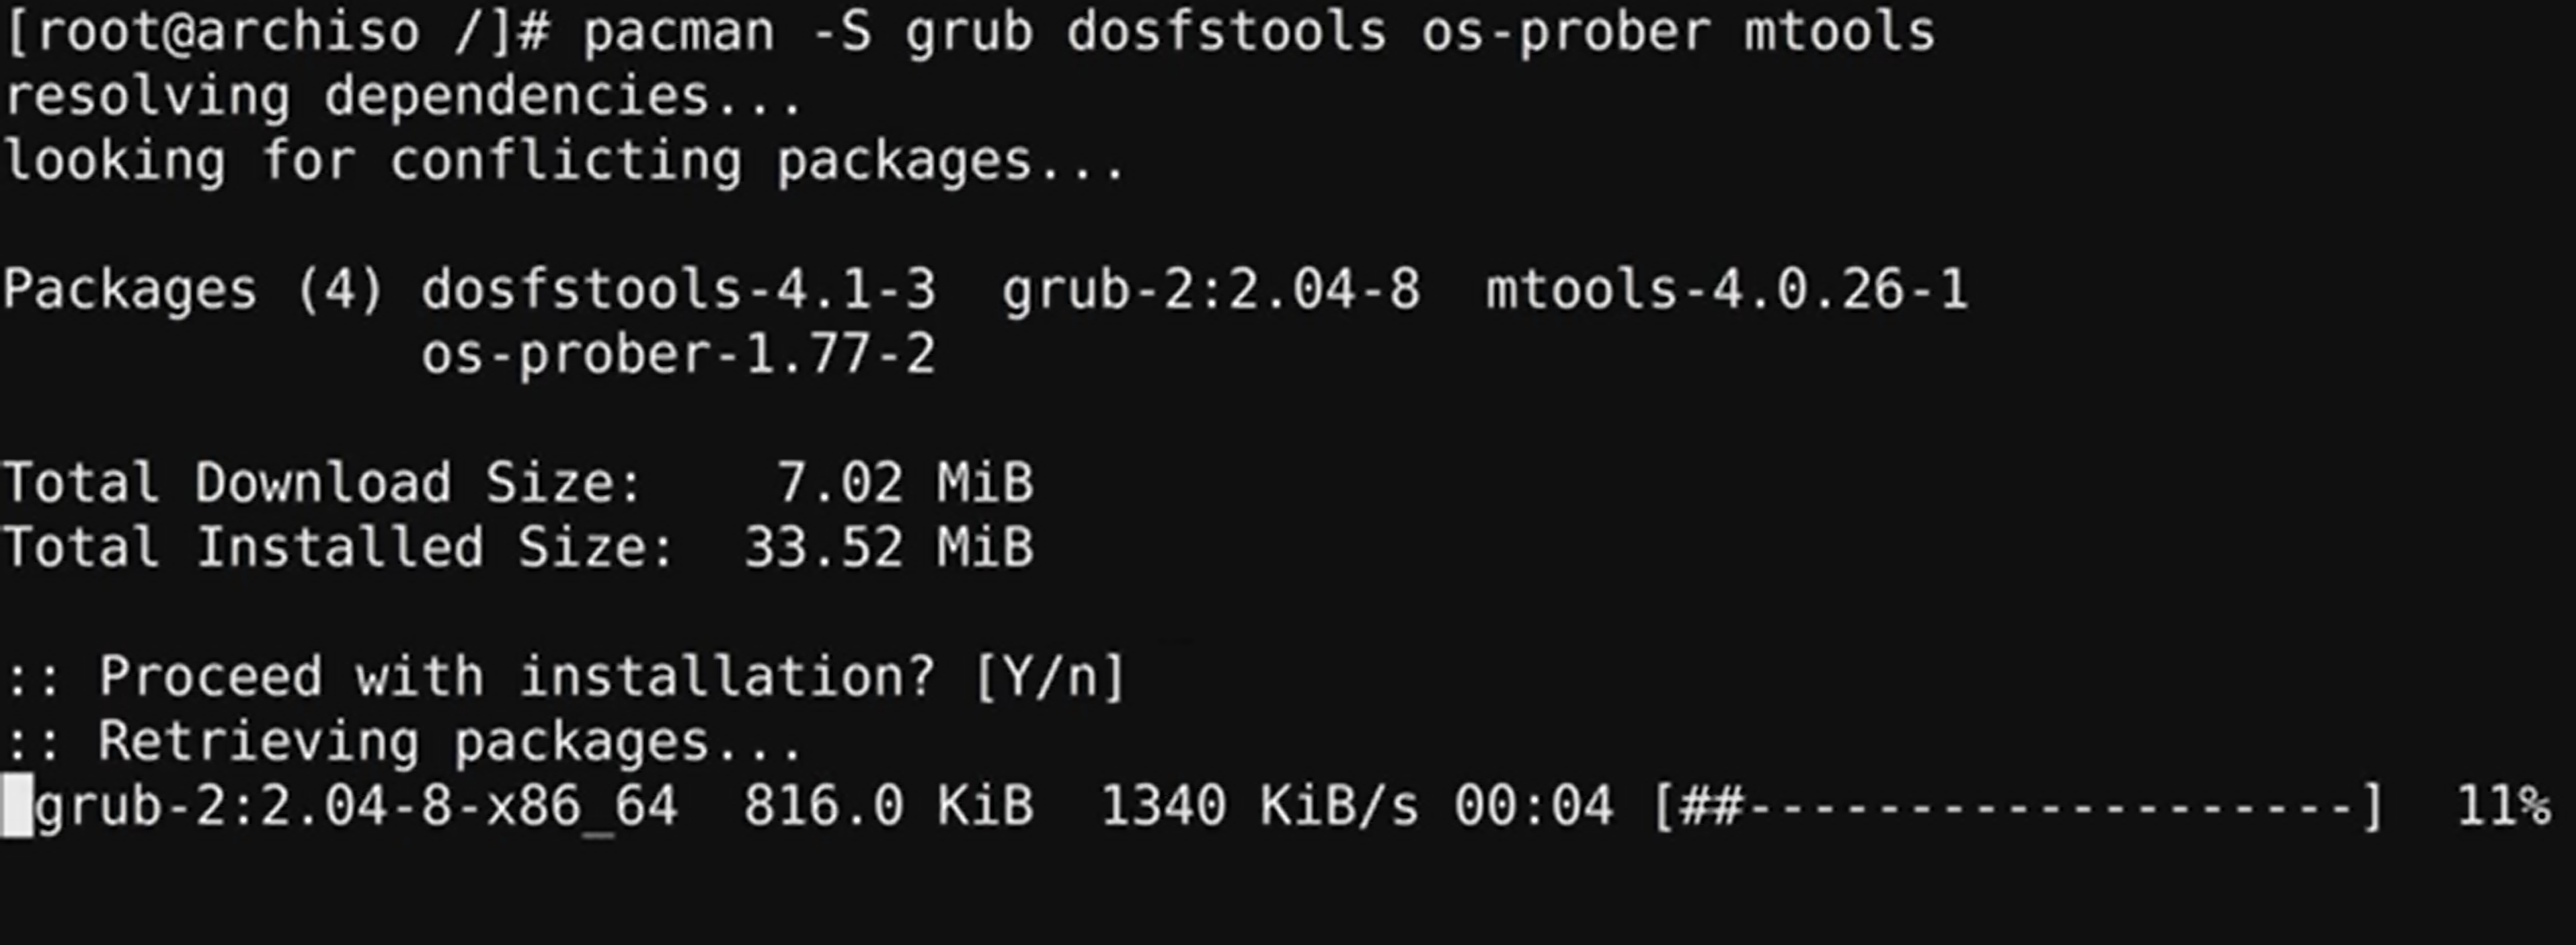 [root@archiso /]# pacman -S grub dosfstools os-prober mtools
resolving dependencies...
looking for conflicting packages...
Packages (4) dosfstools-4.1-3  grub-2:2.04-8  mtools-4.0.26-1
             os-prober-1.77-2
Total Download Size:    7.02 MiB
Total Installed Size:  33.52 MiB
:: Proceed with installation? [Y/n]
:: Retrieving packages...
grub-2:2.04-8-x86_64  816.0 KiB  1340 KiB/s 00:04 [##-------------------]  11%